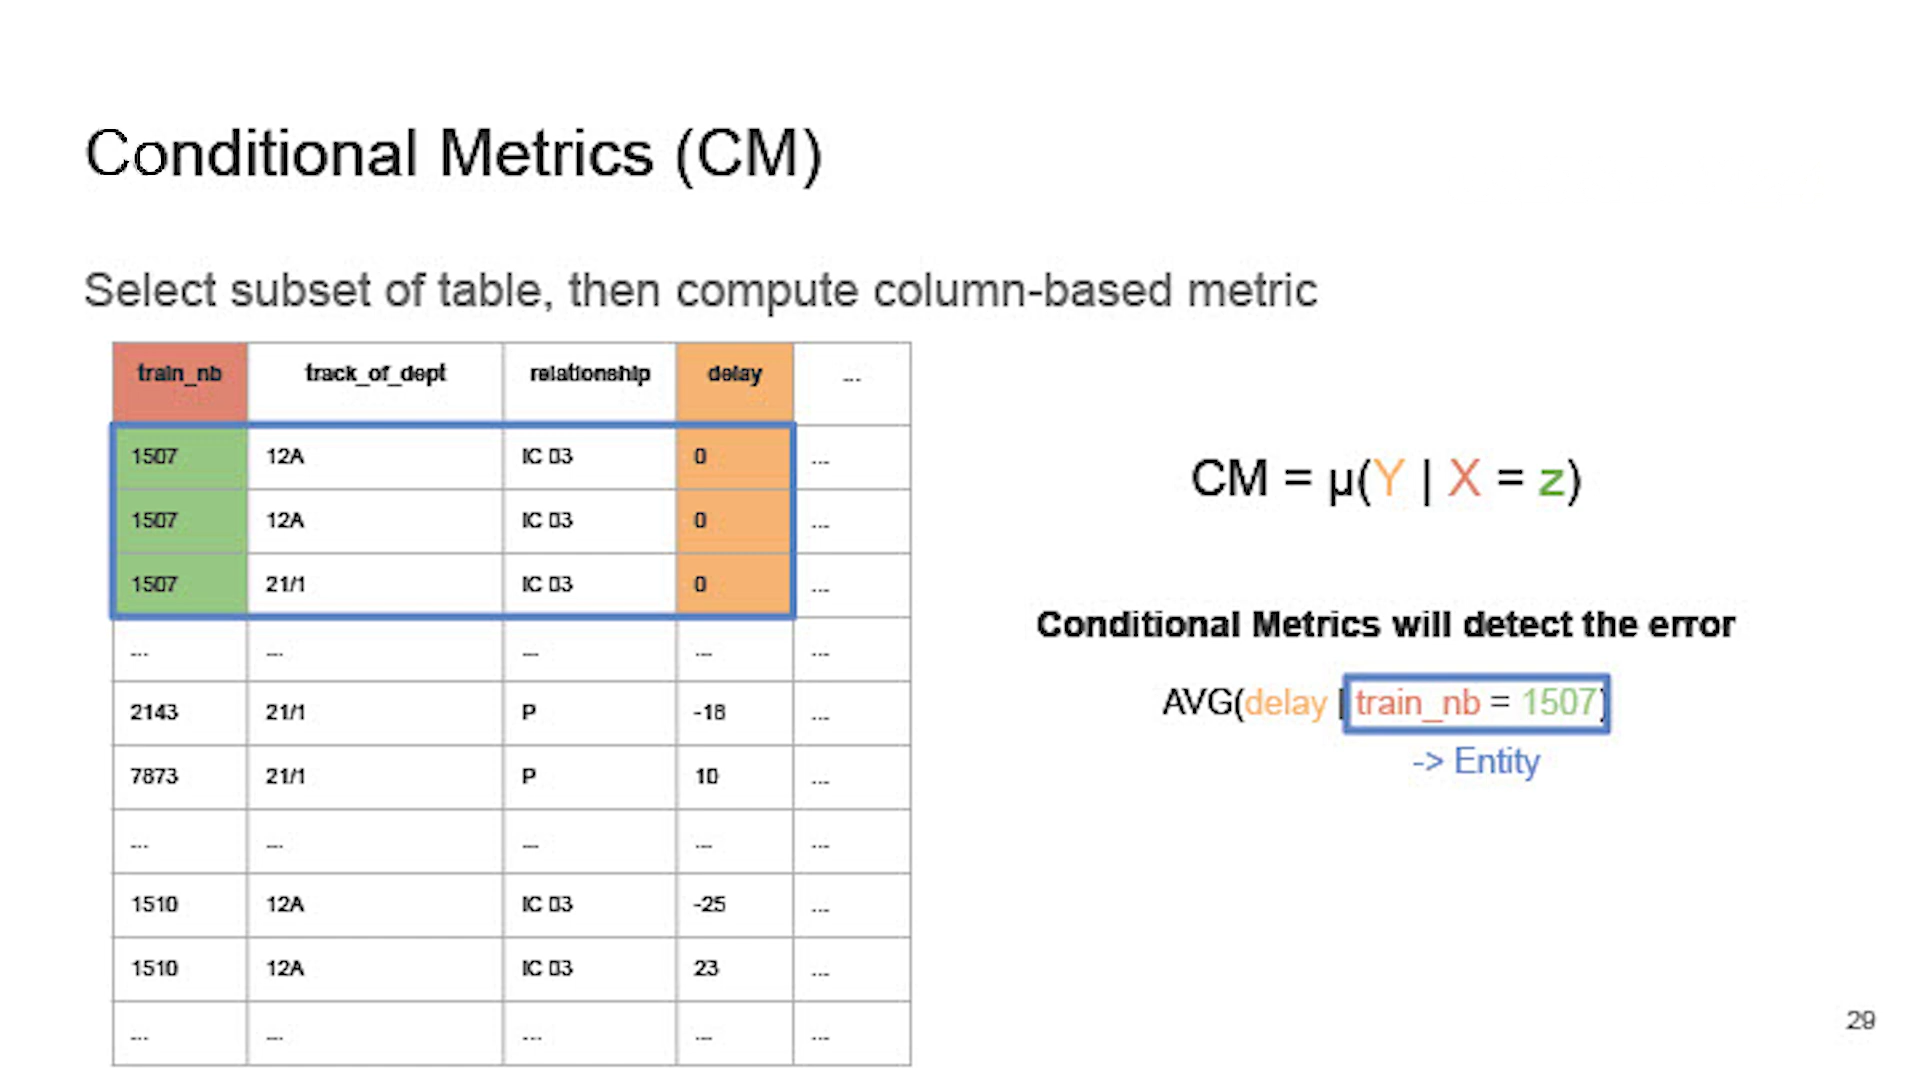 Conditional Metrics (CM)
Select subset of table, then compute column-based metric
train_nb track_of_dept relationship delay ...
1507 12A IC 03 0 ...
1507 12A IC 03 0 ...
1507 21/1 IC 03 0 ...
... ... ... ... ...
2143 21/1 P -18 ...
7873 21/1 P 10 ...
... ... ... ... ...
1510 12A IC 03 -25 ...
1510 12A IC 03 23 ...
... ... ... ... ...
CM = μ(Y | X = z)
Conditional Metrics will detect the error
AVG(delay | train_nb = 1507)
-> Entity
29